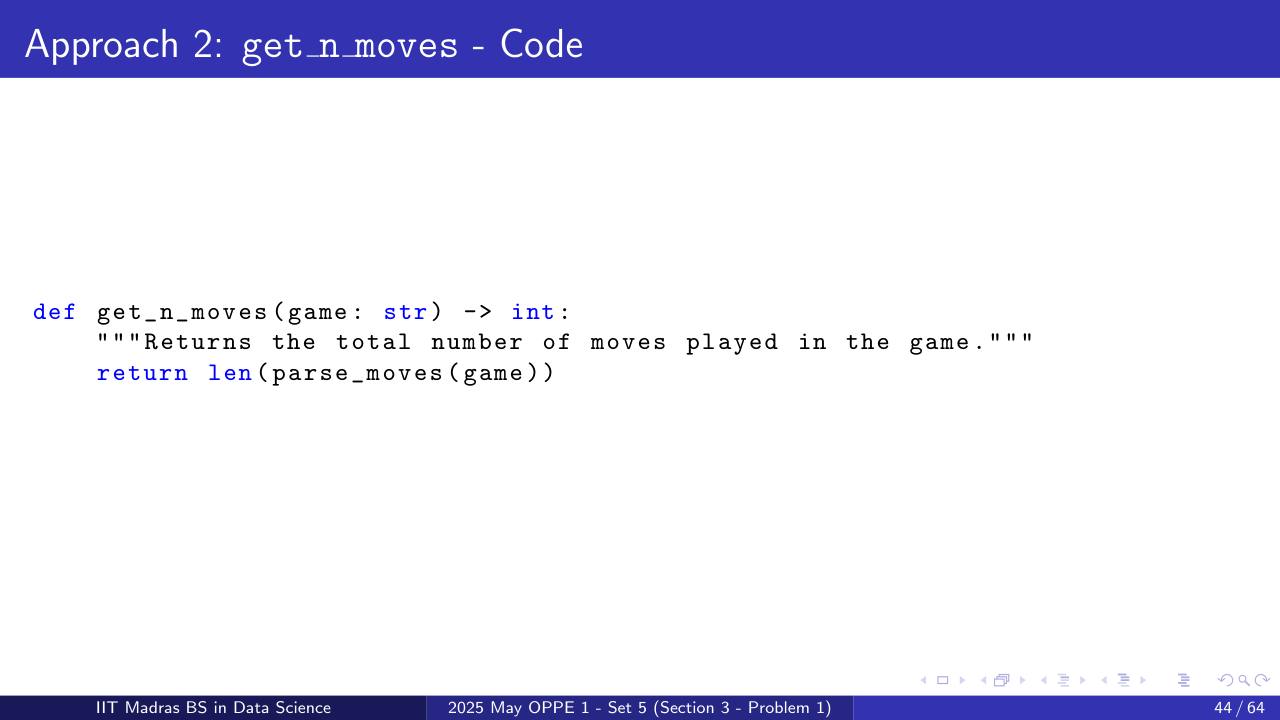 Approach 2: get_n_moves - Code
def get_n_moves(game: str) -> int:
    """Returns the total number of moves played in the game."""
    return len(parse_moves(game))
IIT Madras BS in Data Science
2025 May OPPE 1 - Set 5 (Section 3 - Problem 1)
44 / 64